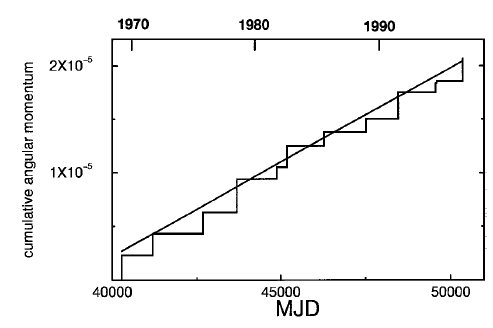 1970 1980 1990
cumulative angular momentum
2X10⁻⁵
1X10⁻⁵
40000 45000 50000
MJD